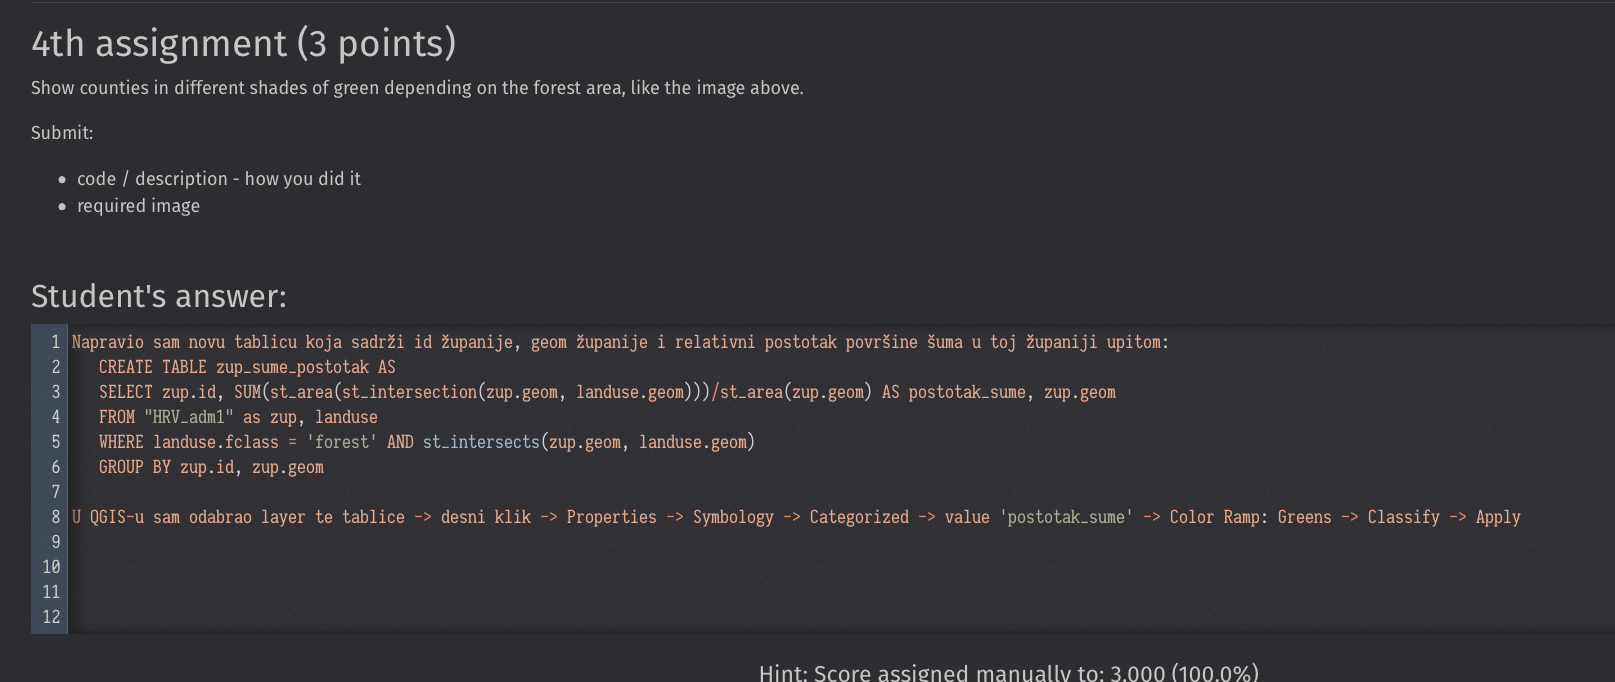 4th assignment (3 points)
Show counties in different shades of green depending on the forest area, like the image above.
Submit:
• code / description - how you did it
• required image
Student's answer:
1 Napravio sam novu tablicu koja sadrži id županije, geom županije i relativni postotak površine šuma u toj županiji upitom:
2 CREATE TABLE zup_sume_postotak AS
3 SELECT zup.id, SUM(st_area(st_intersection(zup.geom, landuse.geom)))/st_area(zup.geom) AS postotak_sume, zup.geom
4 FROM "HRV_adm1" as zup, landuse
5 WHERE landuse.fclass = 'forest' AND st_intersects(zup.geom, landuse.geom)
6 GROUP BY zup.id, zup.geom
7
8 U QGIS-u sam odabrao layer te tablice -> desni klik -> Properties -> Symbology -> Categorized -> value 'postotak_sume' -> Color Ramp: Greens -> Classify -> Apply
9
10
11
12
Hint: Score assigned manually to: 3.000 (100.0%)